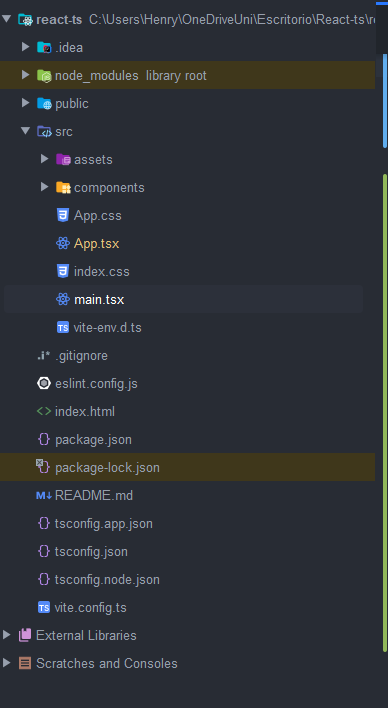 react-ts C:\Users\Henry\OneDriveUni\Escritorio\React-ts\r
.idea
node_modules library root
public
src
assets
components
App.css
App.tsx
index.css
main.tsx
TS vite-env.d.ts
.gitignore
eslint.config.js
index.html
package.json
package-lock.json
M↓ README.md
tsconfig.app.json
tsconfig.json
tsconfig.node.json
TS vite.config.ts
External Libraries
Scratches and Consoles